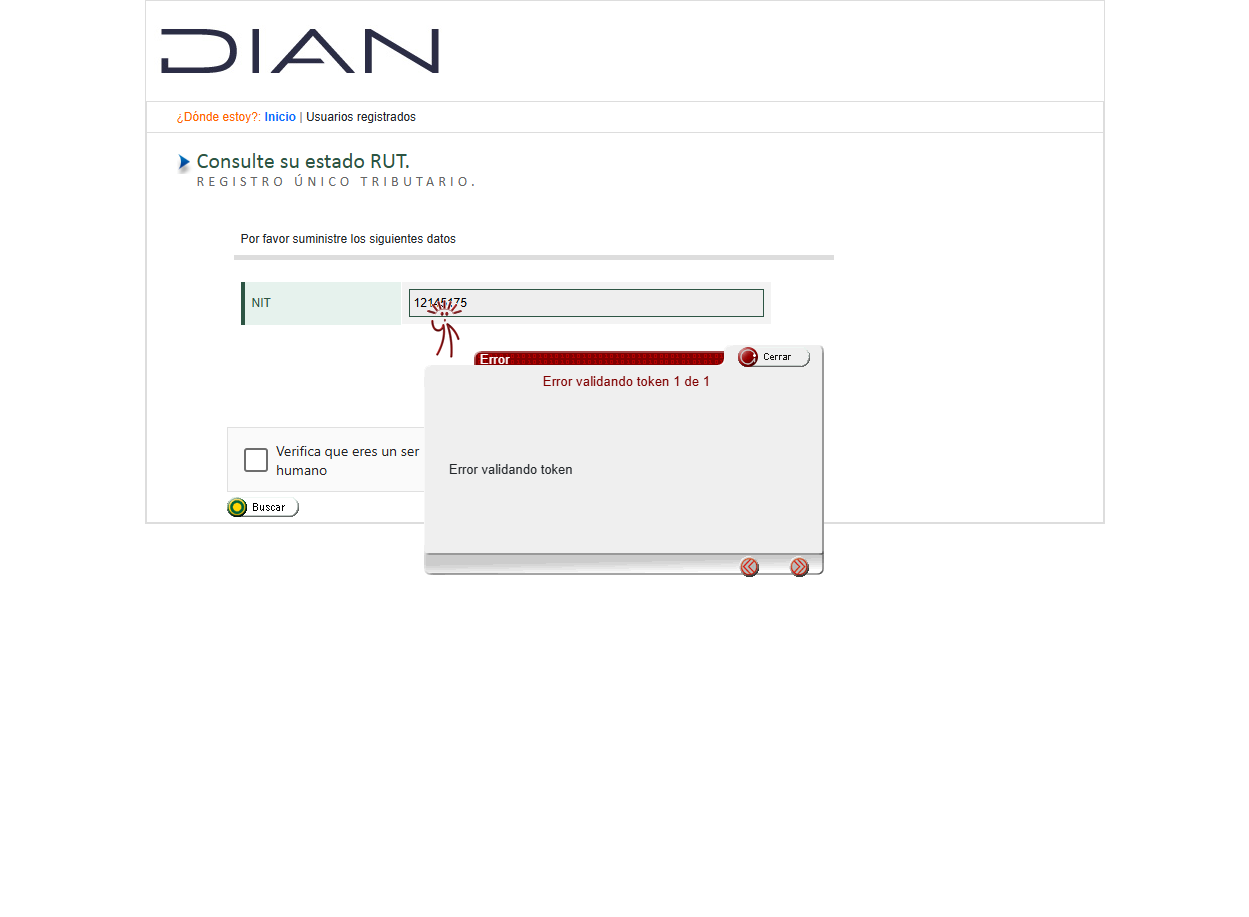 DIAN
¿Dónde estoy?: Inicio | Usuarios registrados
Consulte su estado RUT.
REGISTRO ÚNICO TRIBUTARIO.
Por favor suministre los siguientes datos
NIT
12145175
Error
Cerrar
Error validando token 1 de 1
Verifica que eres un ser
humano
Error validando token
Buscar